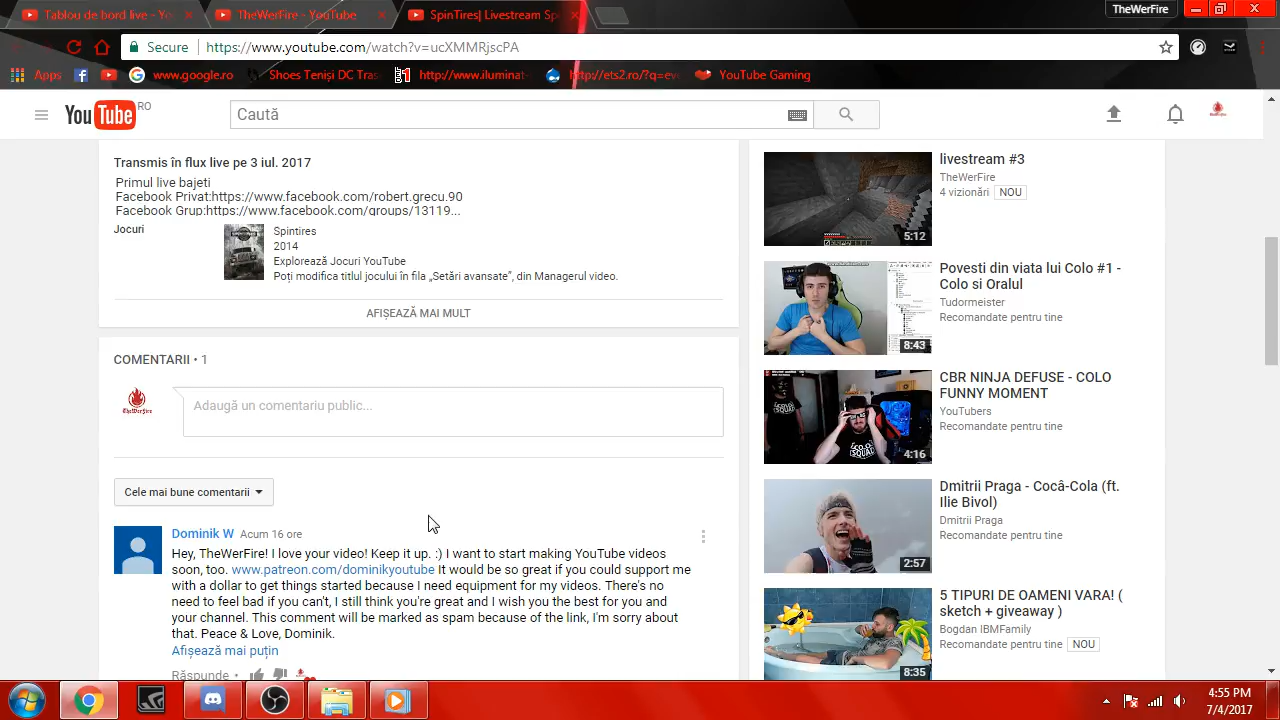 Tablou de bord live - Yo
TheWerFire - YouTube
SpinTires| Livestream Spi
TheWerFire
Secure
https://www.youtube.com/watch?v=ucXMMRjscPA
Apps
www.google.ro
Shoes Teniși DC Tras
http://www.iluminat-
http://ets2.ro/?q=eve
YouTube Gaming
YouTube RO
Caută
Transmis în flux live pe 3 iul. 2017
Primul live bajeti
Facebook Privat:https://www.facebook.com/robert.grecu.90
Facebook Grup:https://www.facebook.com/groups/13119...
Jocuri
Spintires
2014
Explorează Jocuri YouTube
Poți modifica titlul jocului în fila „Setări avansate”, din Managerul video.
AFIȘEAZĂ MAI MULT
COMENTARII • 1
TheWerFire
Adaugă un comentariu public...
Cele mai bune comentarii
Dominik W Acum 16 ore
Hey, TheWerFire! I love your video! Keep it up. :) I want to start making YouTube videos
soon, too. www.patreon.com/dominikyoutube It would be so great if you could support me
with a dollar to get things started because I need equipment for my videos. There's no
need to feel bad if you can't, I still think you're great and I wish you the best for you and
your channel. This comment will be marked as spam because of the link, I'm sorry about
that. Peace & Love, Dominik.
Afișează mai puțin
Răspunde •
livestream #3
TheWerFire
4 vizionări NOU
5:12
Povesti din viata lui Colo #1 -
Colo si Oralul
Tudormeister
Recomandate pentru tine
8:43
CBR NINJA DEFUSE - COLO
FUNNY MOMENT
YouTubers
Recomandate pentru tine
4:16
Dmitrii Praga - Cocâ-Cola (ft.
Ilie Bivol)
Dmitrii Praga
Recomandate pentru tine
2:57
5 TIPURI DE OAMENI VARA! (
sketch + giveaway )
Bogdan IBMFamily
Recomandate pentru tine NOU
8:35
4:55 PM
7/4/2017